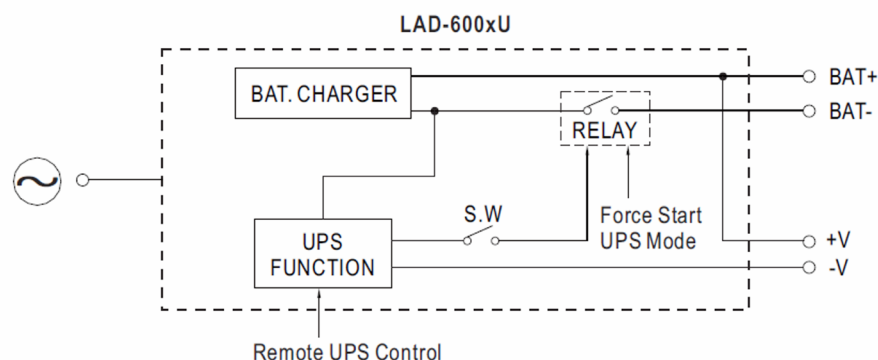 LAD-600xU
BAT. CHARGER
BAT+
BAT-
RELAY
S.W
Force Start
UPS Mode
UPS
FUNCTION
+V
-V
Remote UPS Control